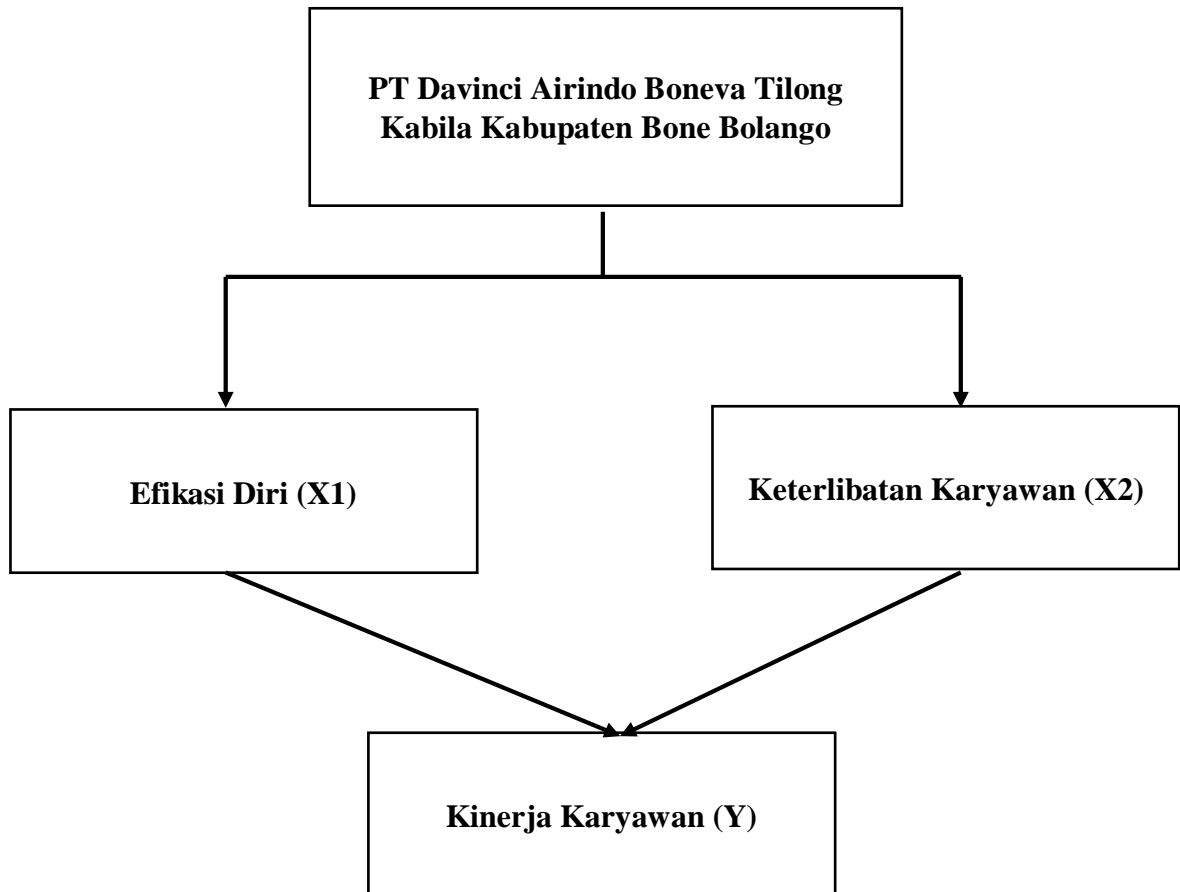 PT Davinci Airindo Boneva Tilong
Kabila Kabupaten Bone Bolango
Efikasi Diri (X1)
Keterlibatan Karyawan (X2)
Kinerja Karyawan (Y)